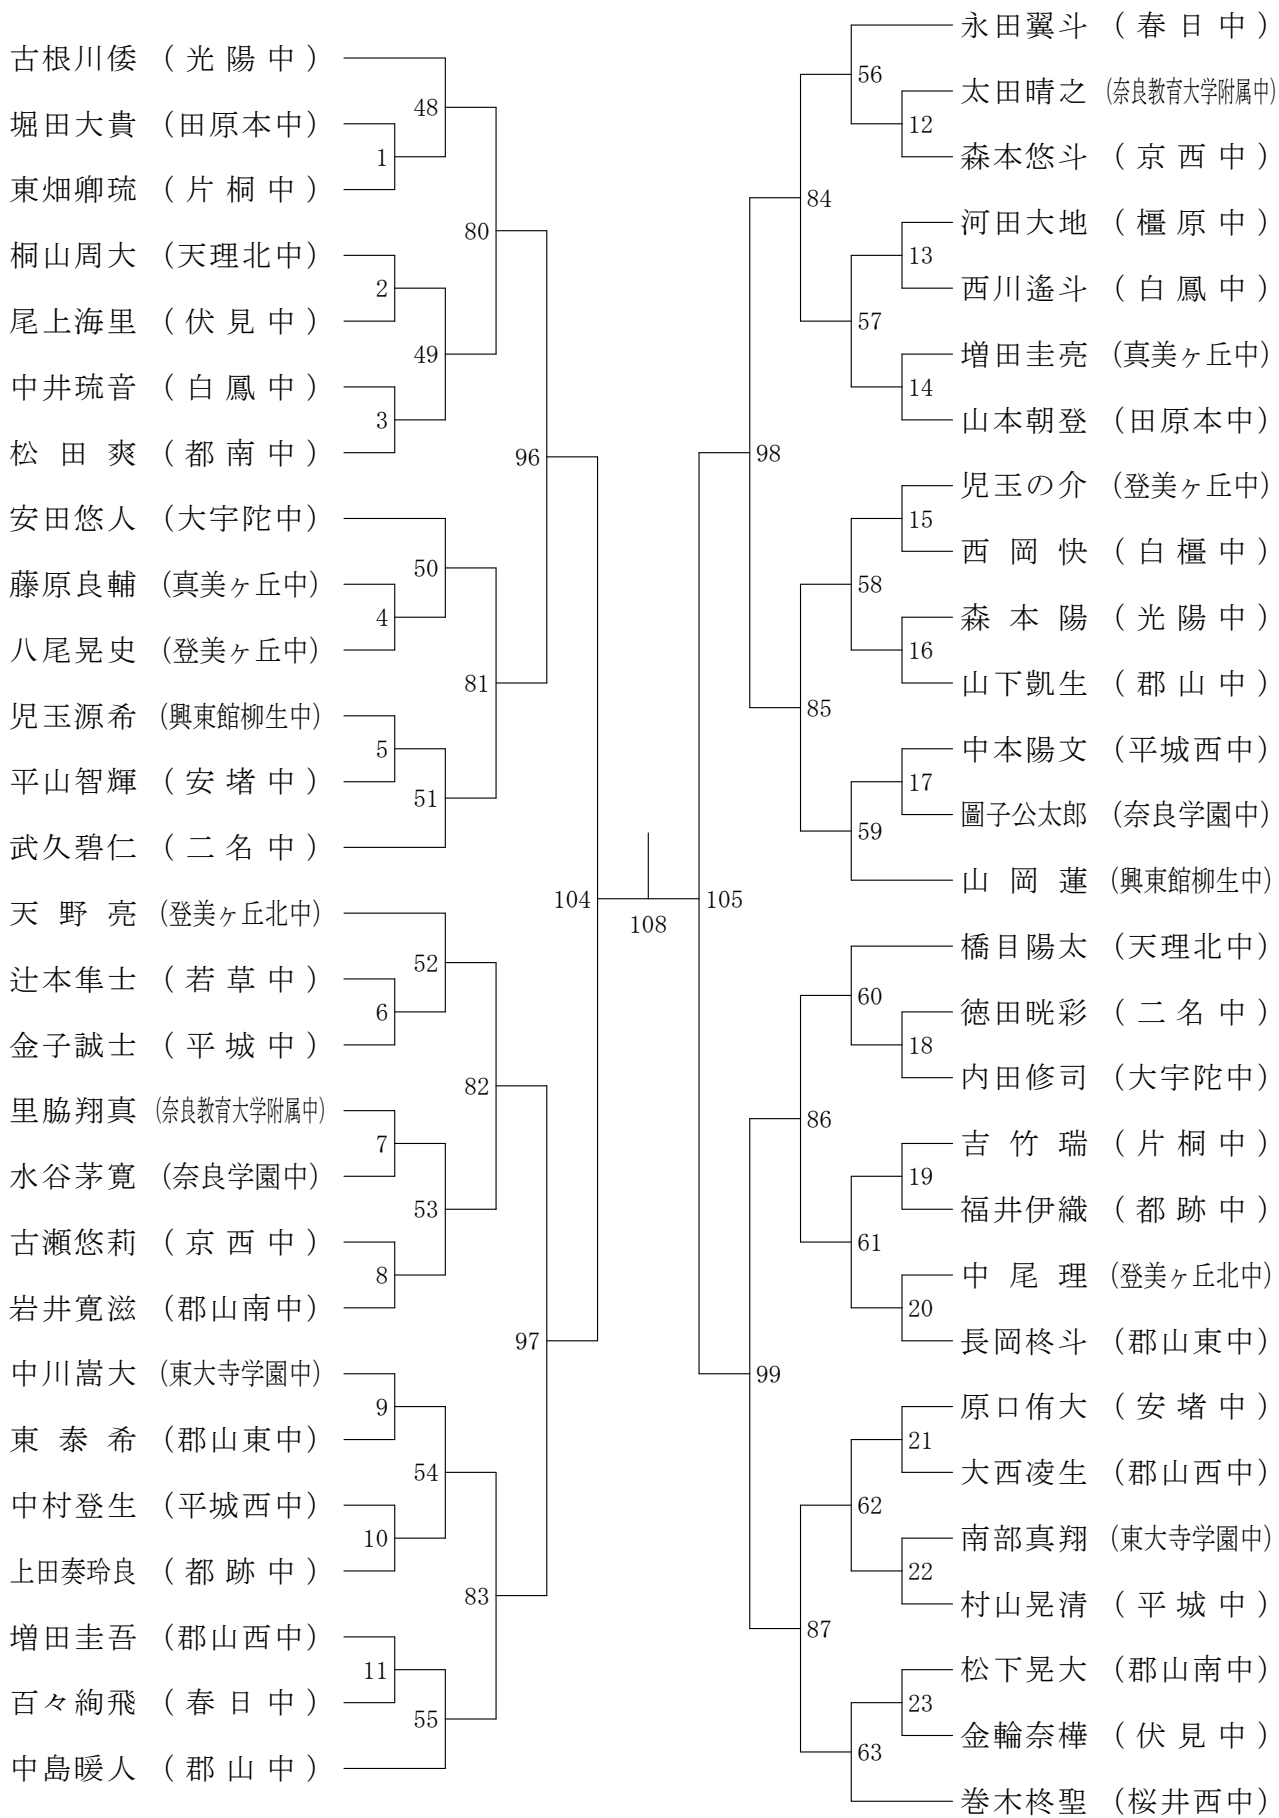 古根川倭（光陽中）
堀田大貴（田原本中）
東畑卿琉（片桐中）
桐山周大（天理北中）
尾上海里（伏見中）
中井琉音（白鳳中）
松田爽（都南中）
安田悠人（大宇陀中）
藤原良輔（真美ヶ丘中）
八尾晃史（登美ヶ丘中）
児玉源希（興東館柳生中）
平山智輝（安堵中）
武久碧仁（二名中）
天野亮（登美ヶ丘北中）
辻本隼士（若草中）
金子誠士（平城中）
里脇翔真（奈良教育大学附属中）
水谷茅寛（奈良学園中）
古瀬悠莉（京西中）
岩井寛滋（郡山南中）
中川嵩大（東大寺学園中）
東泰希（郡山東中）
中村登生（平城西中）
上田奏玲良（都跡中）
増田圭吾（郡山西中）
百々絢飛（春日中）
中島暖人（郡山中）
1
2
3
4
5
6
7
8
9
10
11
48
49
50
51
52
53
54
55
80
81
82
83
96
97
104
108
105
98
99
84
85
86
87
56
57
58
59
60
61
62
63
12
13
14
15
16
17
18
19
20
21
22
23
永田翼斗（春日中）
太田晴之（奈良教育大学附属中）
森本悠斗（京西中）
河田大地（橿原中）
西川遙斗（白鳳中）
増田圭亮（真美ヶ丘中）
山本朝登（田原本中）
児玉の介（登美ヶ丘中）
西岡快（白橿中）
森本陽（光陽中）
山下凱生（郡山中）
中本陽文（平城西中）
圖子公太郎（奈良学園中）
山岡蓮（興東館柳生中）
橋目陽太（天理北中）
徳田晄彩（二名中）
内田修司（大宇陀中）
吉竹瑞（片桐中）
福井伊織（都跡中）
中尾理（登美ヶ丘北中）
長岡柊斗（郡山東中）
原口侑大（安堵中）
大西凌生（郡山西中）
南部真翔（東大寺学園中）
村山晃清（平城中）
松下晃大（郡山南中）
金輪奈樺（伏見中）
巻木柊聖（桜井西中）